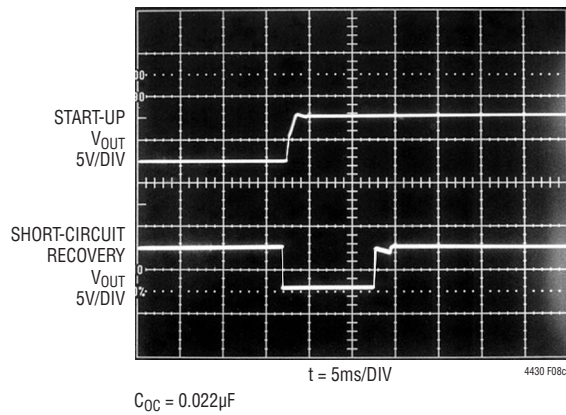 START-UP
V_OUT
5V/DIV
SHORT-CIRCUIT
RECOVERY
V_OUT
5V/DIV
t = 5ms/DIV
4430 F08c
C_OC = 0.022µF